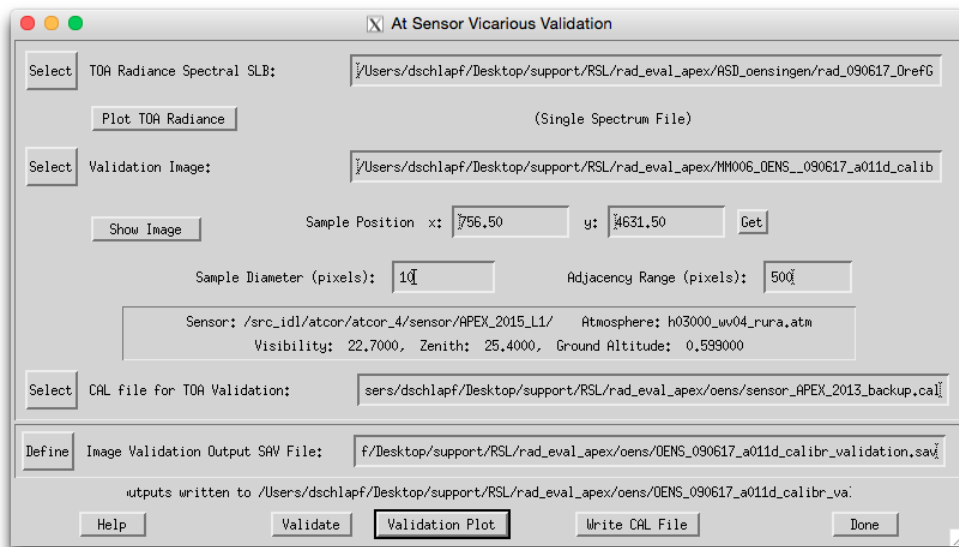 At Sensor Vicarious Validation
Select TOA Radiance Spectral SLB: /Users/dschlapf/Desktop/support/RSL/rad_eval_apex/ASD_oensingen/rad_090617_OrefG
Plot TOA Radiance (Single Spectrum File)
Select Validation Image: /Users/dschlapf/Desktop/support/RSL/rad_eval_apex/MM006_OENS__090617_a011d_calib
Show Image Sample Position x: 756.50 y: 4631.50 Get
Sample Diameter (pixels): 10 Adjacency Range (pixels): 500
Sensor: /src_idl/atcor/atcor_4/sensor/APEX_2015_L1/ Atmosphere: h03000_wv04_rura.atm
Visibility: 22.7000, Zenith: 25.4000, Ground Altitude: 0.599000
Select CAL file for TOA Validation: sers/dschlapf/Desktop/support/RSL/rad_eval_apex/oens/sensor_APEX_2013_backup.cal
Define Image Validation Output SAV File: f/Desktop/support/RSL/rad_eval_apex/oens/OENS_090617_a011d_calibr_validation.sav
utputs written to /Users/dschlapf/Desktop/support/RSL/rad_eval_apex/oens/OENS_090617_a011d_calibr_va
Help Validate Validation Plot Write CAL File Done